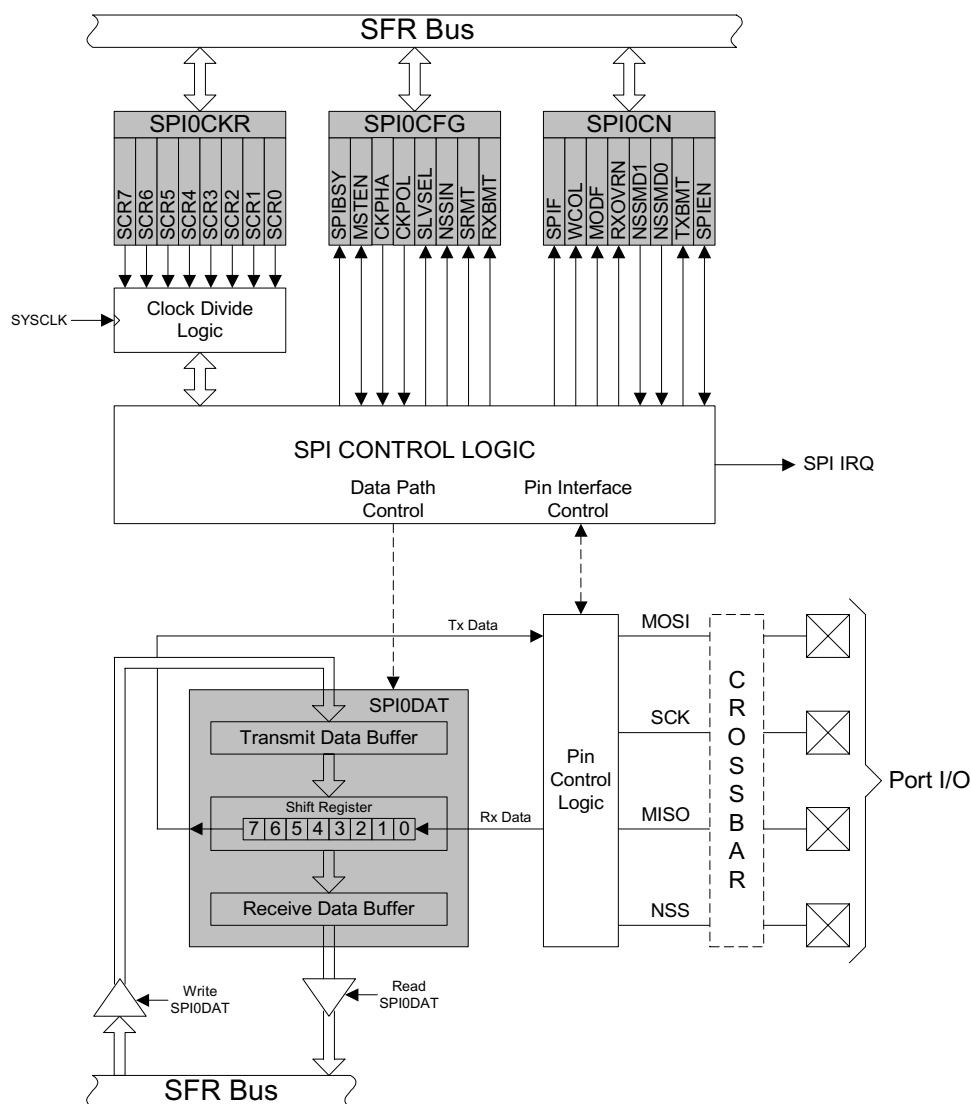 SFR Bus
SPI0CKR
SCR7
SCR6
SCR5
SCR4
SCR3
SCR2
SCR1
SCR0
SPI0CFG
SPIBSY
MSTEN
CKPHA
CKPOL
SLVSEL
NSSIN
SRMT
RXBMT
SPI0CN
SPIF
WCOL
MODF
RXOVRN
NSSMD1
NSSMD0
TXBMT
SPIEN
SYSCLK
Clock Divide
Logic
SPI CONTROL LOGIC
Data Path
Control
Pin Interface
Control
SPI IRQ
Tx Data
SPI0DAT
Transmit Data Buffer
Shift Register
7 6 5 4 3 2 1 0
Rx Data
Receive Data Buffer
Pin
Control
Logic
MOSI
SCK
MISO
NSS
CROSSBAR
Port I/O
Write
SPI0DAT
Read
SPI0DAT
SFR Bus